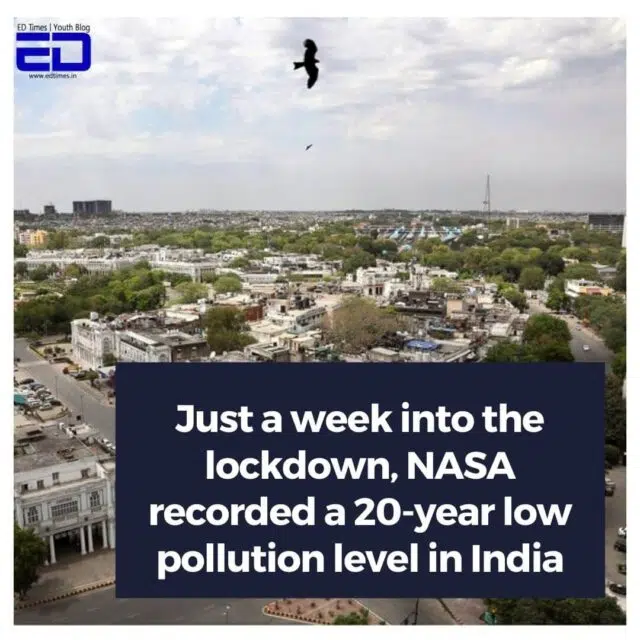 ED Times | Youth Blog
ED
www.edtimes.in
Just a week into the
lockdown, NASA
recorded a 20-year low
pollution level in India